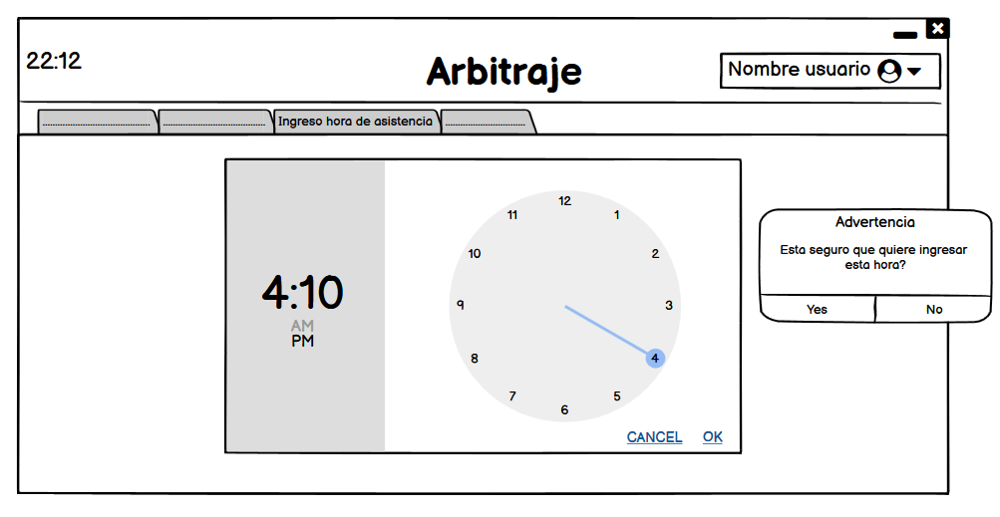 22:12
Arbitraje
Nombre usuario
Ingreso hora de asistencia
4:10
AM
PM
12
11
1
10
2
9
3
8
4
7
5
6
CANCEL OK
Advertencia
Esta seguro que quiere ingresar
esta hora?
Yes No